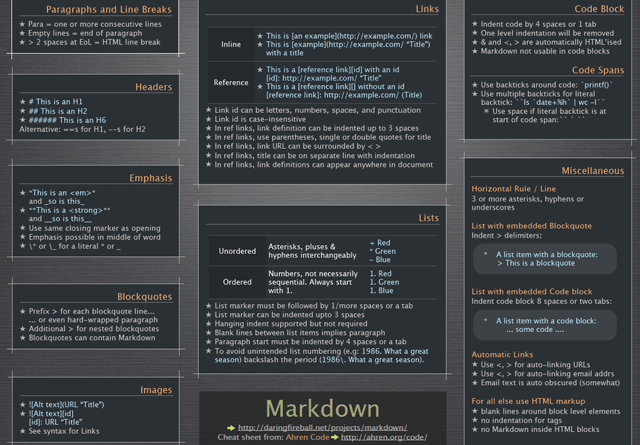 Paragraphs and Line Breaks
★ Para = one or more consecutive lines
★ Empty lines = end of paragraph
★ > 2 spaces at EoL = HTML line break
Headers
★ # This is an H1
★ ## This is an H2
★ ###### This is an H6
Alternative: ==s for H1, --s for H2
Emphasis
★ *This is an <em>*
and _so is this_
★ **This is a <strong>**
and __so is this__
★ Use same closing marker as opening
★ Emphasis possible in middle of word
★ \* or \_ for a literal * or _
Blockquotes
★ Prefix > for each blockquote line...
... or even hard-wrapped paragraph
★ Additional > for nested blockquotes
★ Blockquotes can contain Markdown
Images
★ ![Alt text](URL “Title”)
★ ![Alt text][id]
[id]: URL “Title”
★ See syntax for Links
Links
Inline
★ This is [an example](http://example.com/) link
★ This is [example](http://example.com/ “Title”)
with a title
Reference
★ This is a [reference link][id] with an id
[id]: http://example.com/ “Title”
★ This is a [reference link][] without an id
[reference link]: http://example.com/ (Title)
★ Link id can be letters, numbers, spaces, and punctuation
★ Link id is case-insensitive
★ In ref links, link definition can be indented up to 3 spaces
★ In ref links, use parentheses, single or double quotes for title
★ In ref links, link URL can be surrounded by < >
★ In ref links, title can be on separate line with indentation
★ In ref links, link definitions can appear anywhere in document
Lists
Unordered
Asterisks, pluses &
hyphens interchangeably
+ Red
* Green
– Blue
Ordered
Numbers, not necessarily
sequential. Always start
with 1.
1. Red
1. Green
1. Blue
★ List marker must be followed by 1/more spaces or a tab
★ List marker can be indented upto 3 spaces
★ Hanging indent supported but not required
★ Blank lines between list items implies paragraph
★ Paragraph start must be indented by 4 spaces or a tab
★ To avoid unintended list numbering (e.g: 1986. What a great
season) backslash the period (1986\. What a great season).
Markdown
http://daringfireball.net/projects/markdown/
Cheat sheet from: Ahren Code http://ahren.org/code/
Code Block
★ Indent code by 4 spaces or 1 tab
★ One level indentation will be removed
★ & and <, > are automatically HTML'ised
★ Markdown not usable in code blocks
Code Spans
★ Use backticks around code: `printf()`
★ Use multiple backticks for literal
backtick: ``ls `date+%h` | wc -l``
✷ Use space if literal backtick is at
start of code span:
Miscellaneous
Horizontal Rule / Line
3 or more asterisks, hyphens or
underscores
List with embedded Blockquote
Indent > delimiters:
* A list item with a blockquote:
> This is a blockquote
List with embedded Code block
Indent code block 8 spaces or two tabs:
* A list item with a code block:
... some code ....
Automatic Links
★ Use <, > for auto-linking URLs
★ Use <, > for auto-linking email addrs
★ Email text is auto obscured (somewhat)
For all else use HTML markup
★ blank lines around block level elements
★ no indentation for tags
★ no Markdown inside HTML blocks